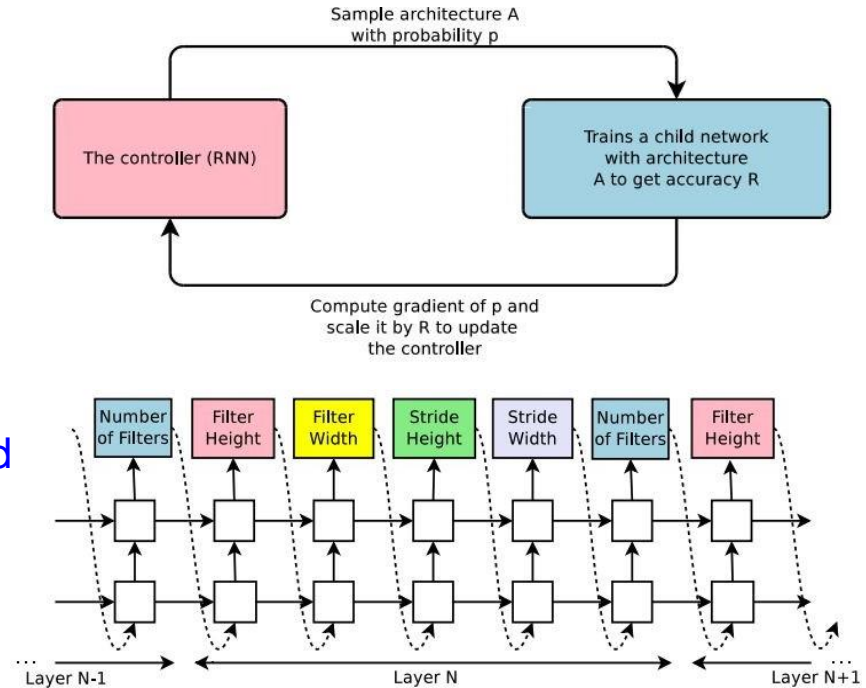 Sample architecture A
with probability p
The controller (RNN)
Trains a child network
with architecture
A to get accuracy R
Compute gradient of p and
scale it by R to update
the controller
Number
of Filters
Filter
Height
Filter
Width
Stride
Height
Stride
Width
Number
of Filters
Filter
Height
d
...
Layer N-1
Layer N
Layer N+1
...